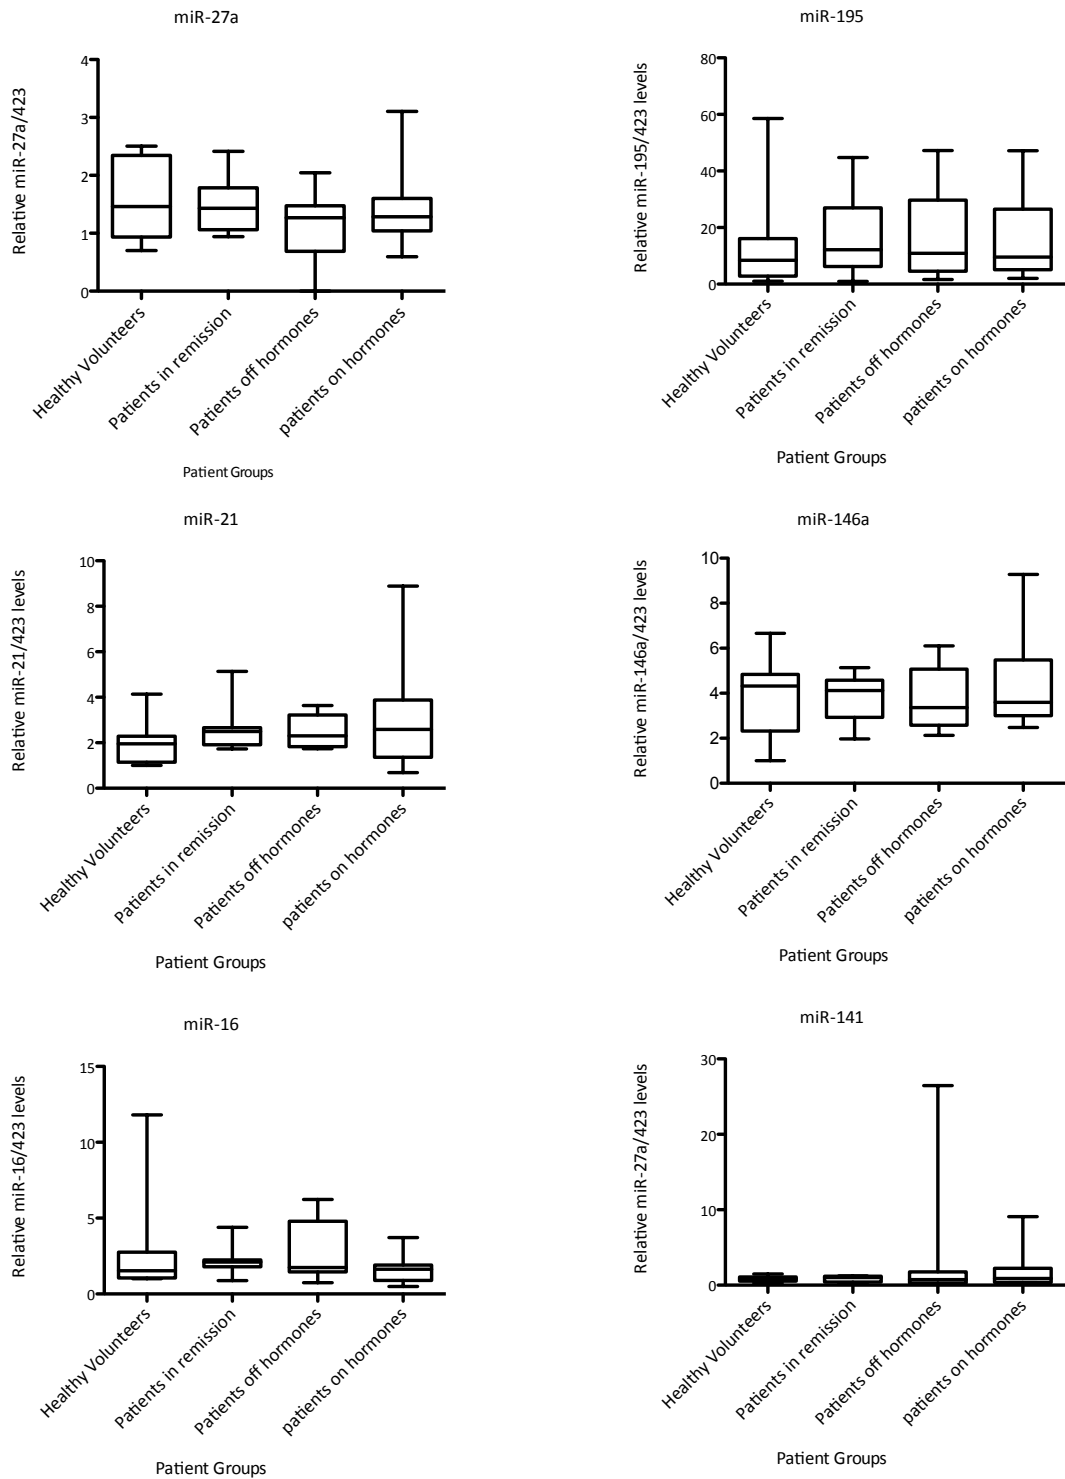 miR-27a
Relative miR-27a/423
4
3
2
1
0
Healthy Volunteers
Patients in remission
Patients off hormones
patients on hormones
Patient Groups
miR-195
Relative miR-195/423 levels
80
60
40
20
0
Healthy Volunteers
Patients in remission
Patients off hormones
patients on hormones
Patient Groups
miR-21
Relative miR-21/423 levels
10
8
6
4
2
0
Healthy Volunteers
Patients in remission
Patients off hormones
patients on hormones
Patient Groups
miR-146a
Relative miR-146a/423 levels
10
8
6
4
2
0
Healthy Volunteers
Patients in remission
Patients off hormones
patients on hormones
Patient Groups
miR-16
Relative miR-16/423 levels
15
10
5
0
Healthy Volunteers
Patients in remission
Patients off hormones
patients on hormones
Patient Groups
miR-141
Relative miR-27a/423 levels
30
20
10
0
Healthy Volunteers
Patients in remission
Patients off hormones
patients on hormones
Patient Groups